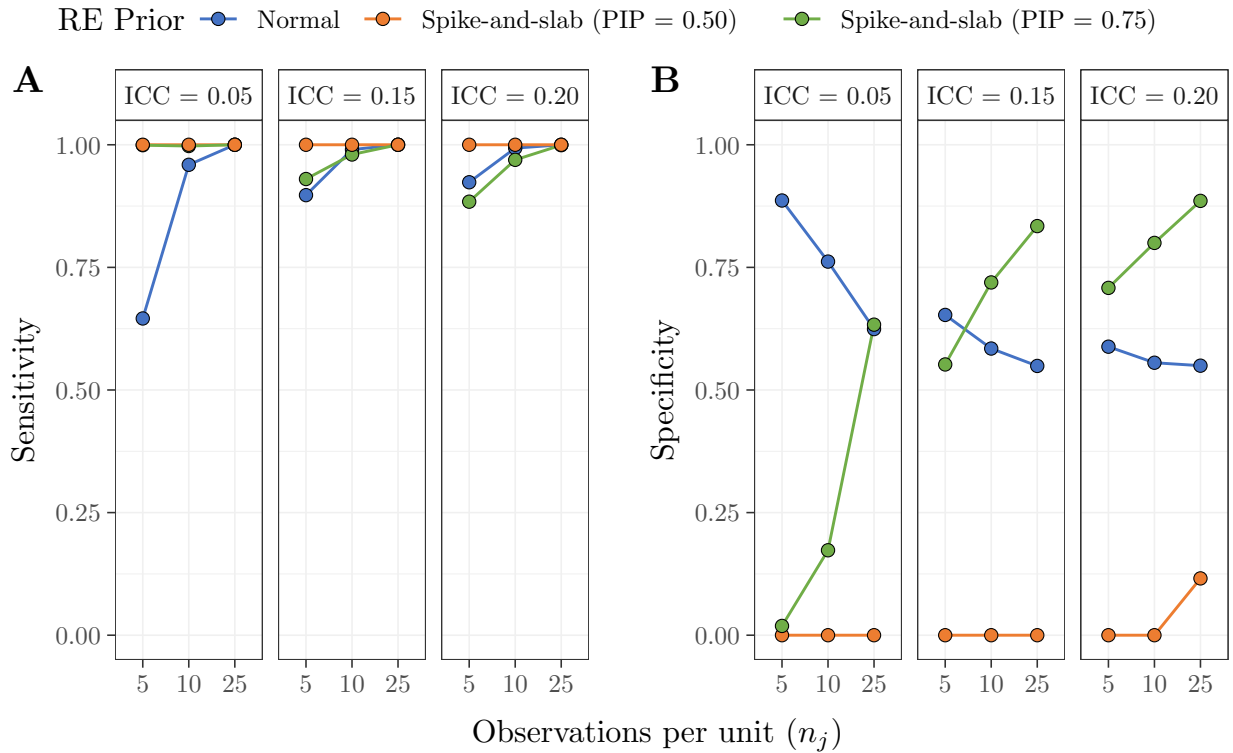 RE Prior Normal Spike-and-slab (PIP = 0.50) Spike-and-slab (PIP = 0.75)
A
ICC = 0.05 ICC = 0.15 ICC = 0.20
Sensitivity
1.00
0.75
0.50
0.25
0.00
5 10 25 5 10 25 5 10 25
B
ICC = 0.05 ICC = 0.15 ICC = 0.20
Specificity
1.00
0.75
0.50
0.25
0.00
5 10 25 5 10 25 5 10 25
Observations per unit (n_j)